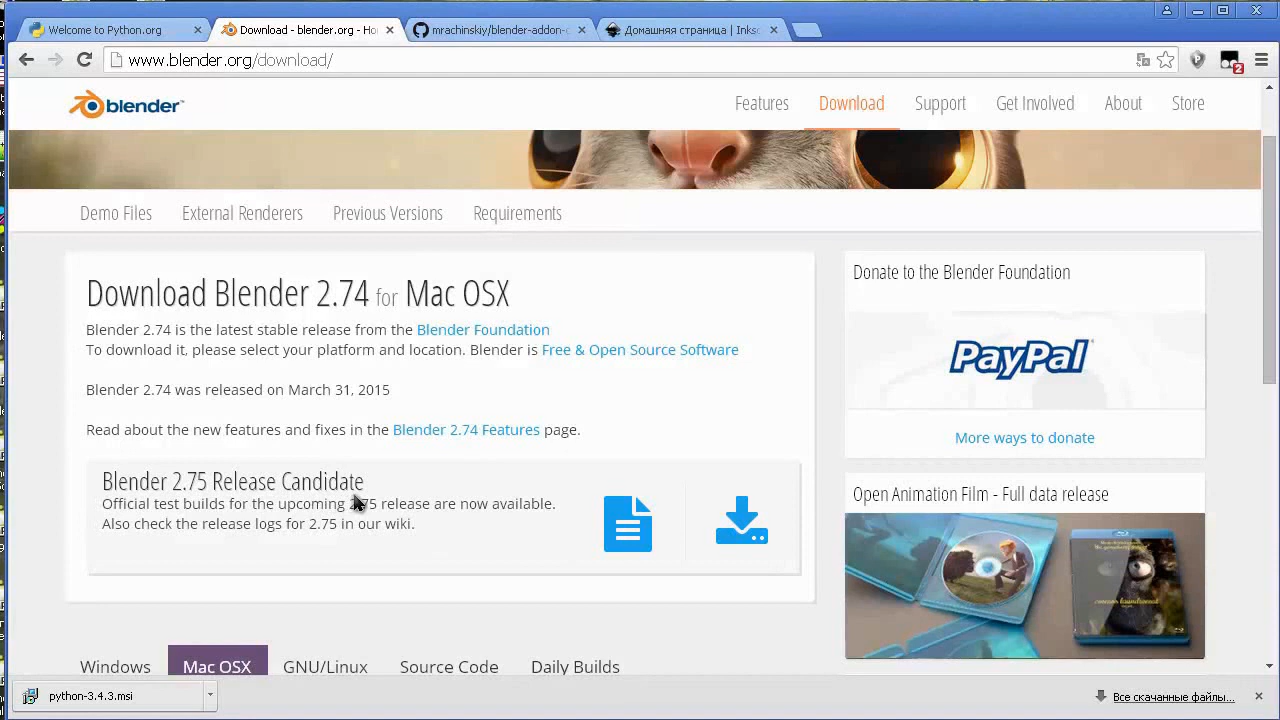 Welcome to Python.org
Download - blender.org - Ho
mrachinskiy/blender-addon-c
Домашняя страница | Inksc
www.blender.org/download/
2
blender
Features
Download
Support
Get Involved
About
Store
Demo Files
External Renderers
Previous Versions
Requirements
Download Blender 2.74 for Mac OSX
Blender 2.74 is the latest stable release from the Blender Foundation
To download it, please select your platform and location. Blender is Free & Open Source Software
Blender 2.74 was released on March 31, 2015
Read about the new features and fixes in the Blender 2.74 Features page.
Blender 2.75 Release Candidate
Official test builds for the upcoming 2.75 release are now available.
Also check the release logs for 2.75 in our wiki.
Donate to the Blender Foundation
PayPal
More ways to donate
Open Animation Film - Full data release
Windows
Mac OSX
GNU/Linux
Source Code
Daily Builds
python-3.4.3.msi
Все скачанные файлы...